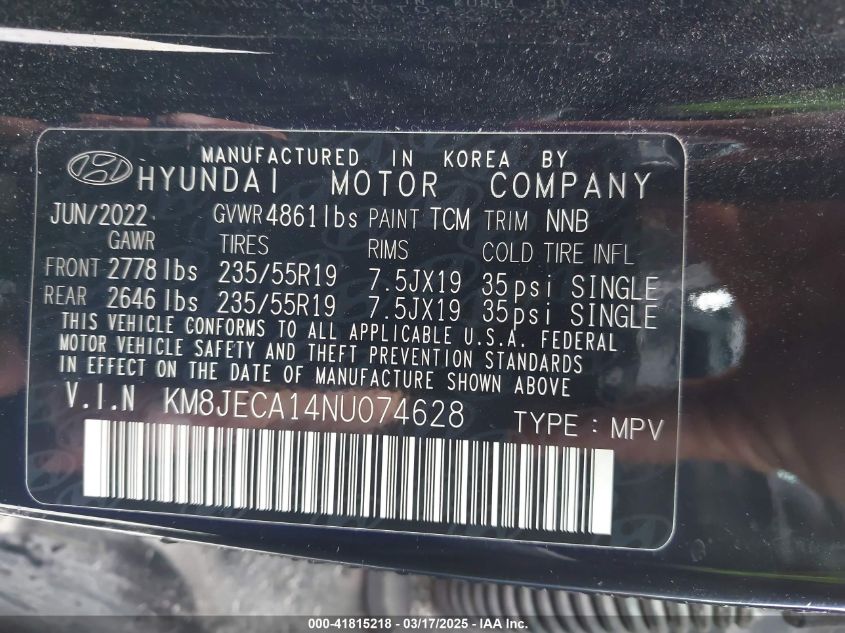 MANUFACTURED IN KOREA BY
HYUNDAI MOTOR COMPANY
JUN/2022 GVWR 4861 lbs PAINT TCM TRIM NNB
GAWR TIRES RIMS COLD TIRE INFL
FRONT 2778 lbs 235/55R19 7.5JX19 35psi SINGLE
REAR 2646 lbs 235/55R19 7.5JX19 35psi SINGLE
THIS VEHICLE CONFORMS TO ALL APPLICABLE U.S.A. FEDERAL
MOTOR VEHICLE SAFETY AND THEFT PREVENTION STANDARDS
IN EFFECT ON THE DATE OF MANUFACTURE SHOWN ABOVE
V.I.N KM8JECA14NU074628 TYPE : MPV
000-41815218 - 03/17/2025 - IAA Inc.